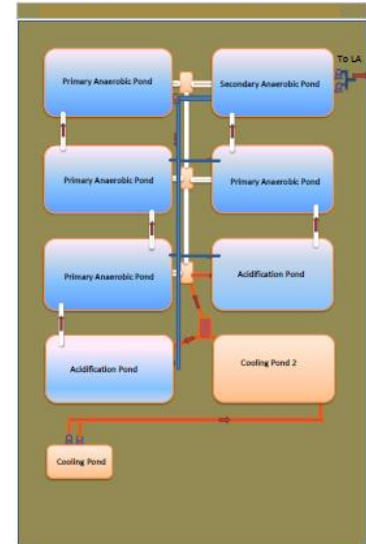 To LA
Primary Anaerobic Pond
Secondary Anaerobic Pond
Primary Anaerobic Pond
Primary Anaerobic Pond
Primary Anaerobic Pond
Acidification Pond
Acidification Pond
Cooling Pond 2
Cooling Pond